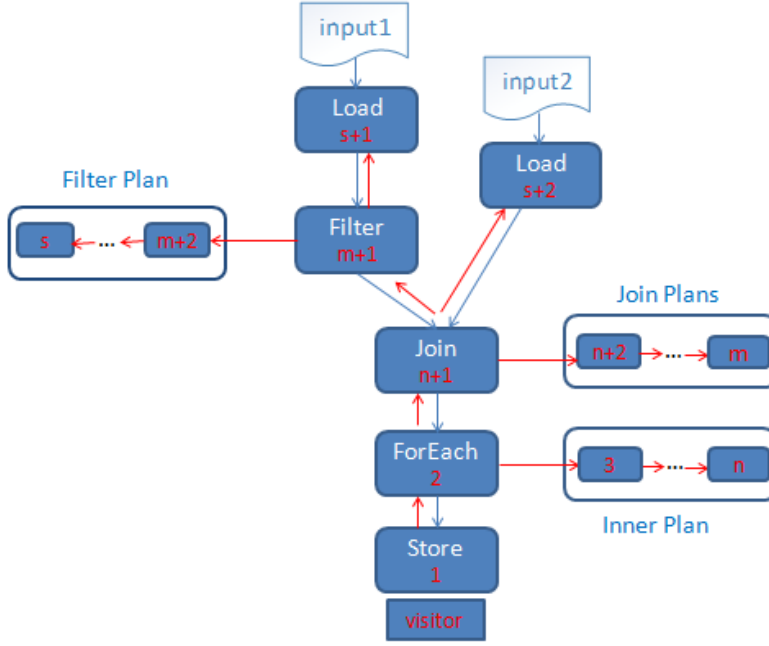 input1
input2
Load
s+1
Load
s+2
Filter Plan
s
...
m+2
Filter
m+1
Join Plans
Join
n+1
n+2
...
m
ForEach
2
3
...
n
Inner Plan
Store
1
visitor